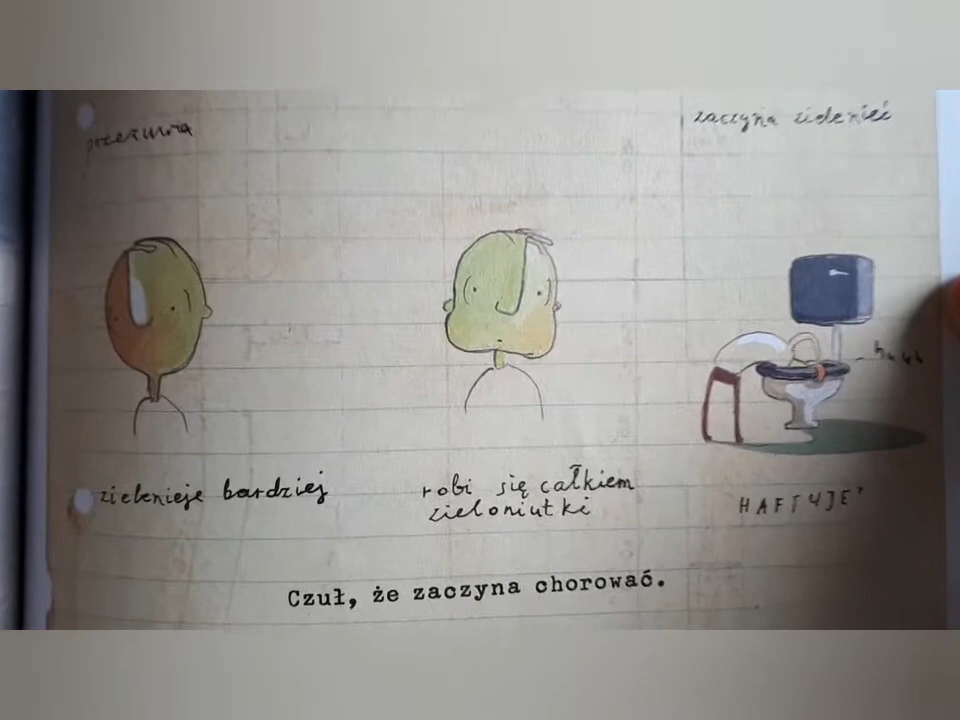 zaczyna zielenieć
zielenieje bardziej
robi się całkiem
zieloniutki
HAFTUJE
Czuł, że zaczyna chorować.